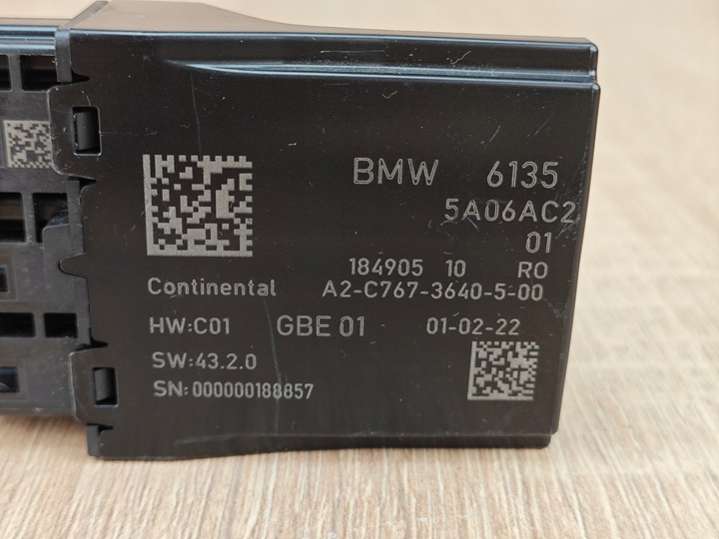 BMW 6135
5A06AC2
01
184905 10 RO
Continental A2-C767-3640-5-00
HW:C01 GBE 01 01-02-22
SW:43.2.0
SN:000000188857